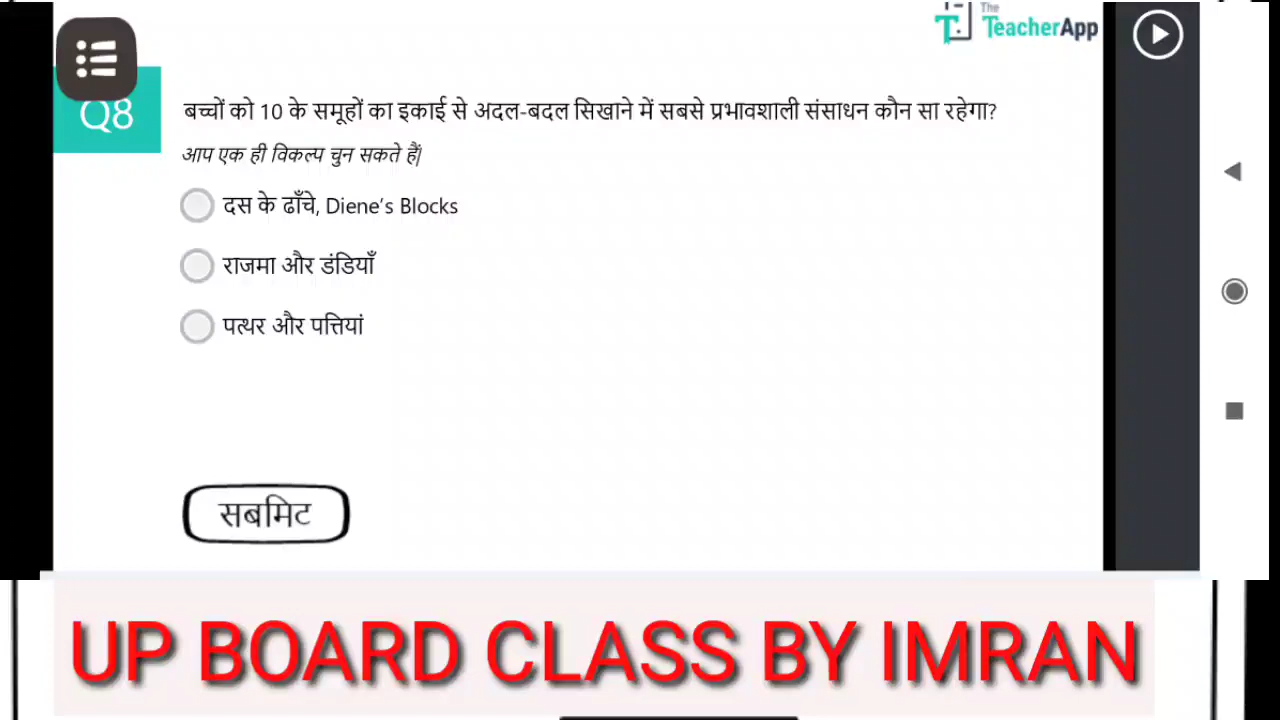 The
TeacherApp
Q8
बच्चों को 10 के समूहों का इकाई से अदल-बदल सिखाने में सबसे प्रभावशाली संसाधन कौन सा रहेगा?
आप एक ही विकल्प चुन सकते हैं|
दस के ढाँचे, Diene’s Blocks
राजमा और डंडियाँ
पत्थर और पत्तियां
सबमिट
UP BOARD CLASS BY IMRAN